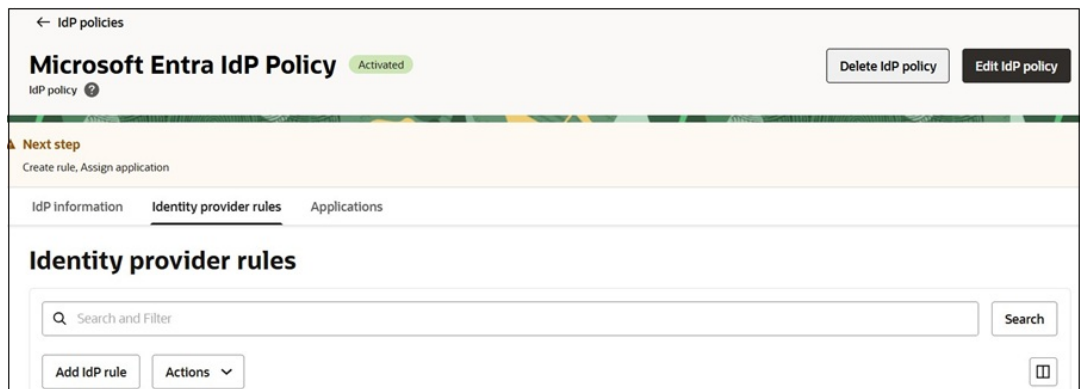 ← IdP policies
Microsoft Entra IdP Policy Activated
Delete IdP policy Edit IdP policy
IdP policy ?
Next step
Create rule, Assign application
IdP information Identity provider rules Applications
Identity provider rules
Search and Filter Search
Add IdP rule Actions